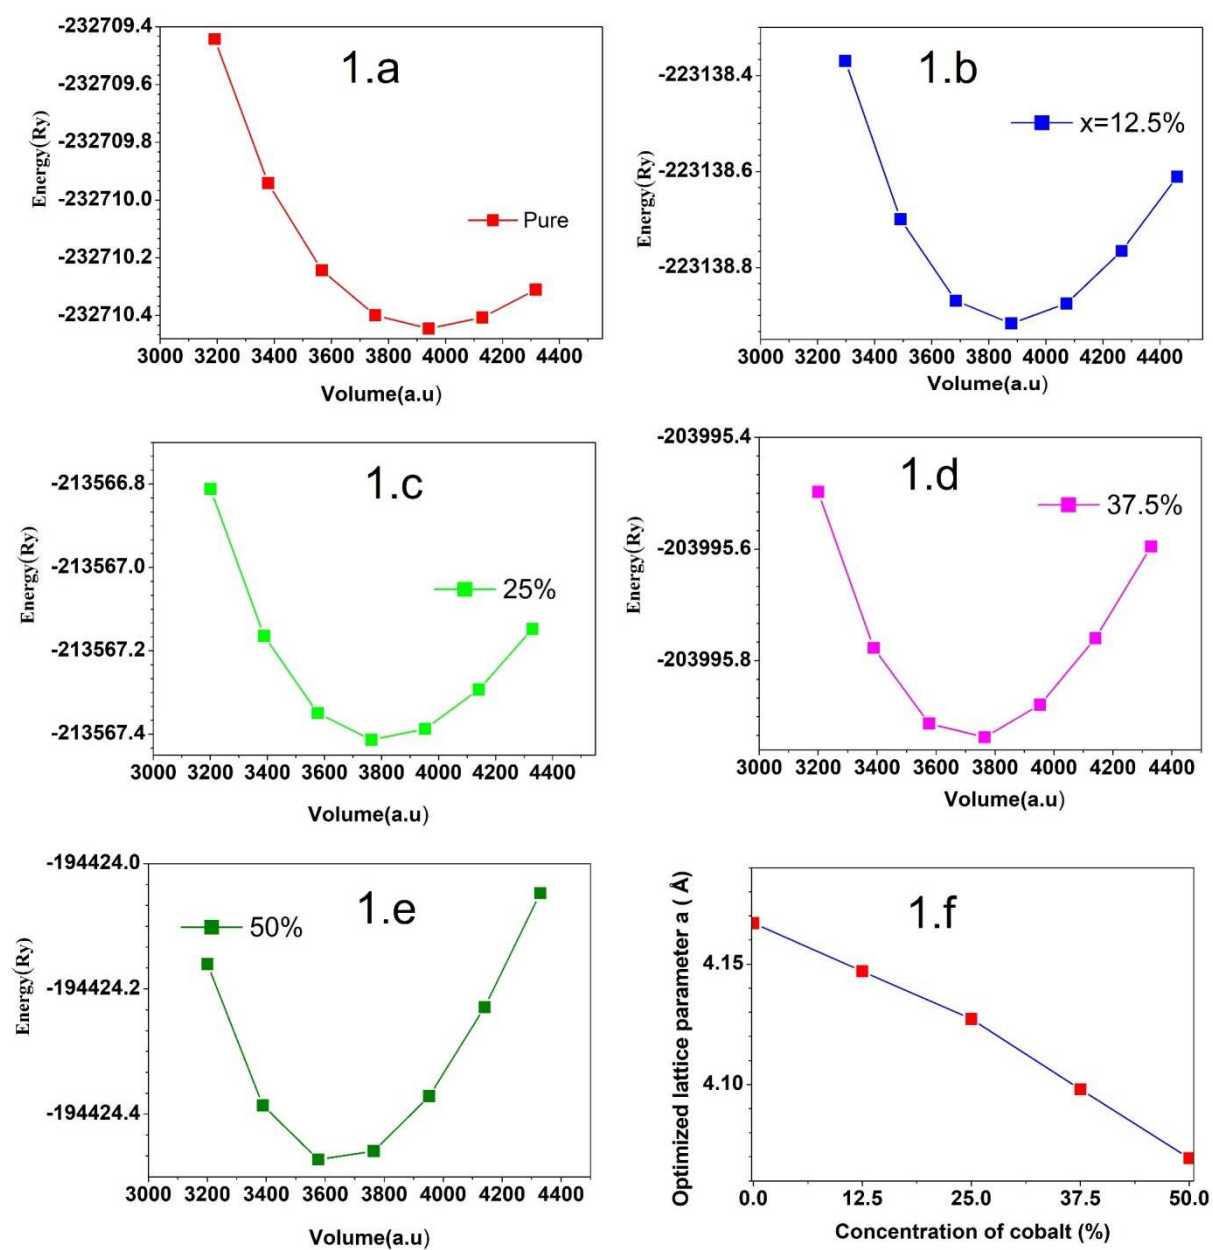 1.a
Energy(Ry)
-232709.4
-232709.6
-232709.8
-232710.0
-232710.2
-232710.4
Pure
3000 3200 3400 3600 3800 4000 4200 4400
Volume(a.u)
1.b
Energy(Ry)
-223138.4
-223138.6
-223138.8
x=12.5%
3000 3200 3400 3600 3800 4000 4200 4400
Volume(a.u)
1.c
Energy(Ry)
-213566.8
-213567.0
-213567.2
-213567.4
25%
3000 3200 3400 3600 3800 4000 4200 4400
Volume(a.u)
1.d
Energy(Ry)
-203995.4
-203995.6
-203995.8
37.5%
3000 3200 3400 3600 3800 4000 4200 4400
Volume(a.u)
1.e
Energy(Ry)
-194424.0
-194424.2
-194424.4
50%
3000 3200 3400 3600 3800 4000 4200 4400
Volume(a.u)
1.f
Optimized lattice parameter a ( Å)
4.15
4.10
0.0 12.5 25.0 37.5 50.0
Concentration of cobalt (%)